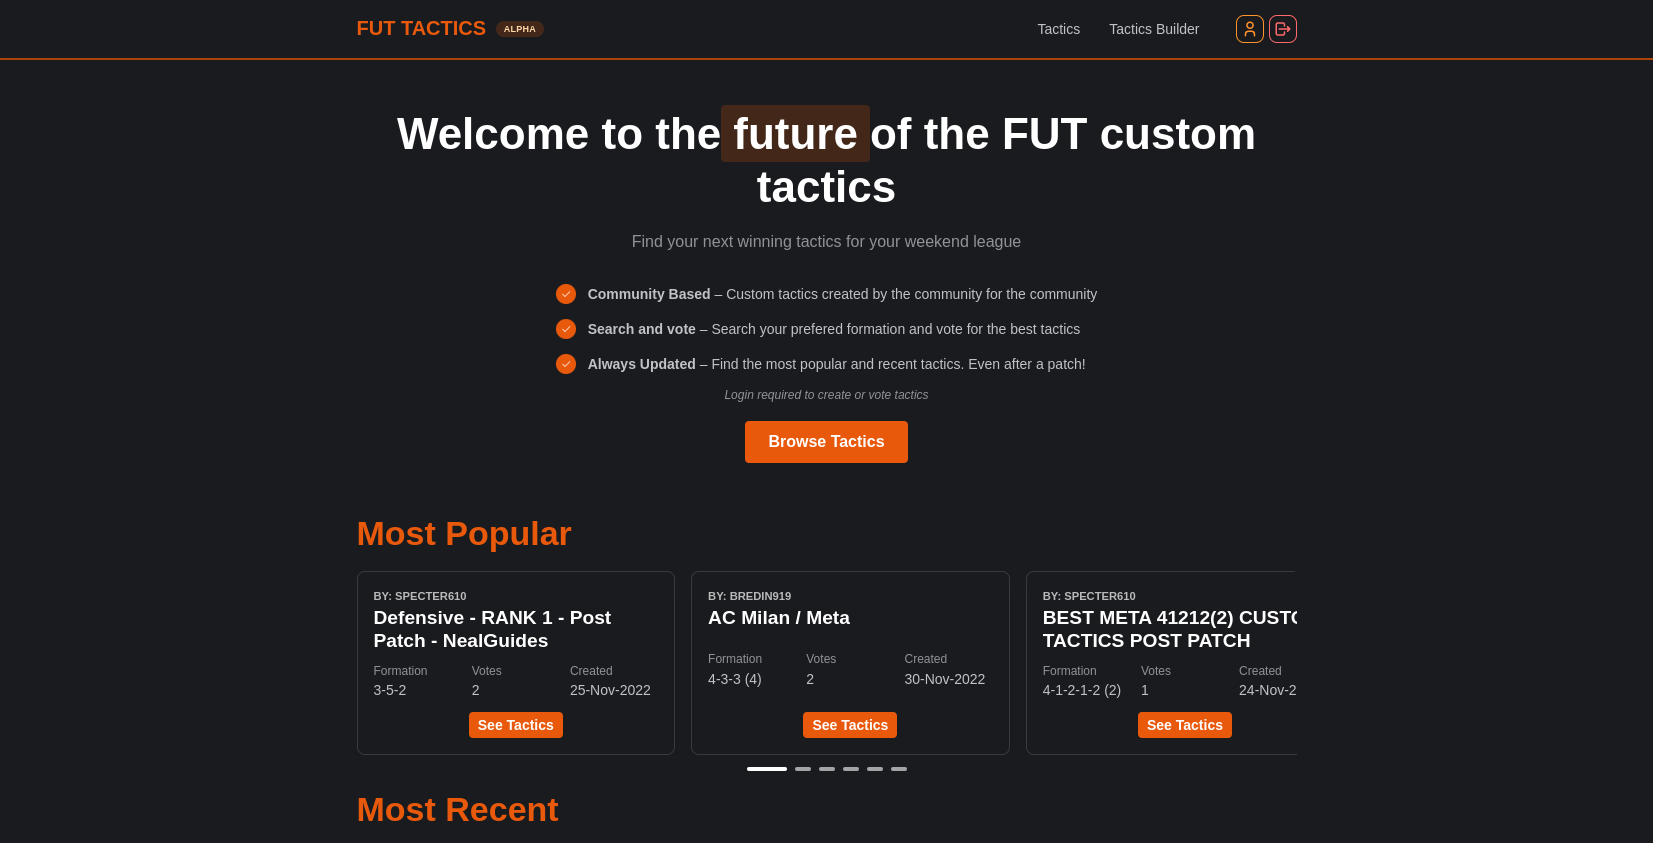 FUT TACTICS ALPHA Tactics Tactics Builder
Welcome to the future of the FUT custom
tactics
Find your next winning tactics for your weekend league
Community Based – Custom tactics created by the community for the community
Search and vote – Search your prefered formation and vote for the best tactics
Always Updated – Find the most popular and recent tactics. Even after a patch!
Login required to create or vote tactics
Browse Tactics
Most Popular
BY: SPECTER610
Defensive - RANK 1 - Post
Patch - NealGuides
Formation Votes Created
3-5-2 2 25-Nov-2022
See Tactics
BY: BREDIN919
AC Milan / Meta
Formation Votes Created
4-3-3 (4) 2 30-Nov-2022
See Tactics
BY: SPECTER610
BEST META 41212(2) CUSTO
TACTICS POST PATCH
Formation Votes Created
4-1-2-1-2 (2) 1 24-Nov-2
See Tactics
Most Recent